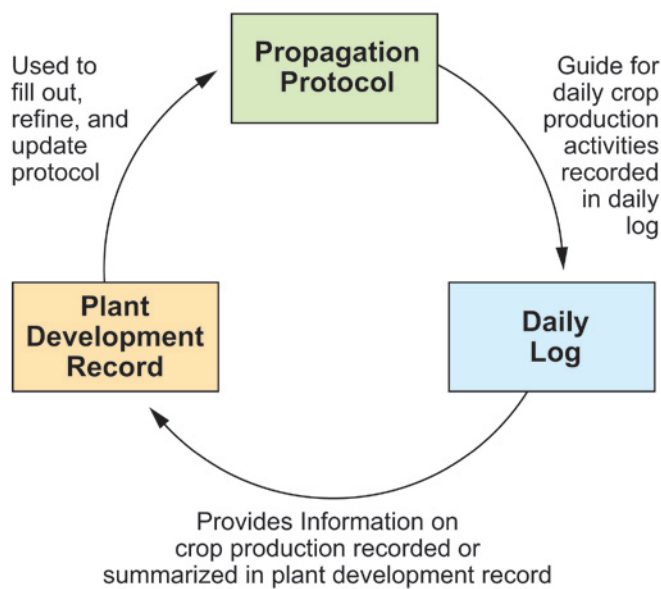 Propagation
Protocol
Guide for
daily crop
production
activities
recorded
in daily
log
Daily
Log
Provides Information on
crop production recorded or
summarized in plant development record
Plant
Development
Record
Used to
fill out,
refine, and
update
protocol